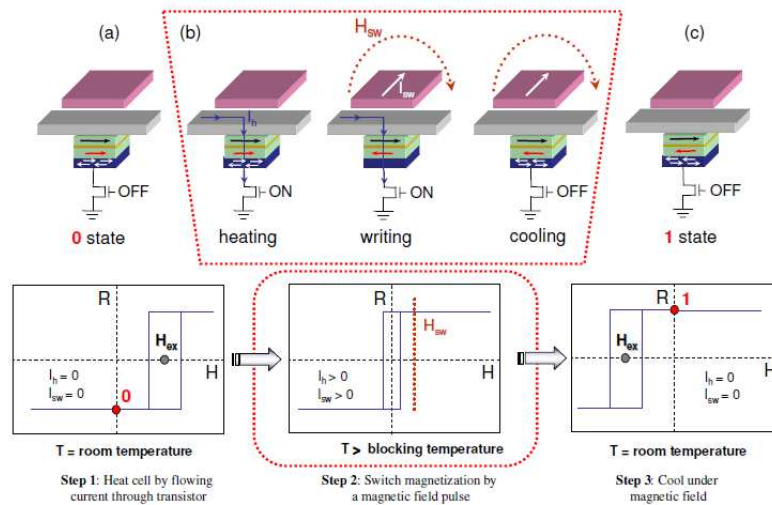 (a)
(b)
(c)
H_sw
I_h
I_sw
OFF
ON
ON
OFF
OFF
0 state
heating
writing
cooling
1 state
R
H_ex
H
I_h = 0
I_sw = 0
0
T = room temperature
R
H_sw
H
I_h > 0
I_sw > 0
T > blocking temperature
R
1
H_ex
H
I_h = 0
I_sw = 0
T = room temperature
Step 1: Heat cell by flowing
current through transistor
Step 2: Switch magnetization by
a magnetic field pulse
Step 3: Cool under
magnetic field